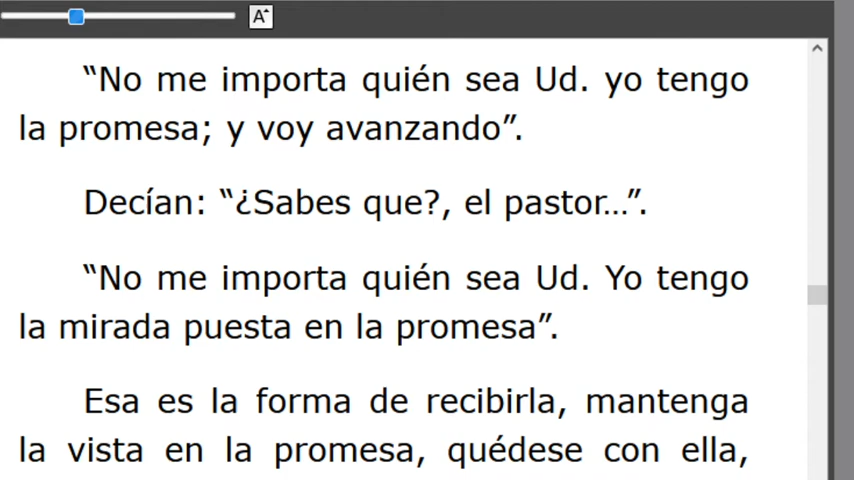 A
“No me importa quién sea Ud. yo tengo
la promesa; y voy avanzando”.
Decían: “¿Sabes que?, el pastor...”.
“No me importa quién sea Ud. Yo tengo
la mirada puesta en la promesa”.
Esa es la forma de recibirla, mantenga
la vista en la promesa, quédese con ella,